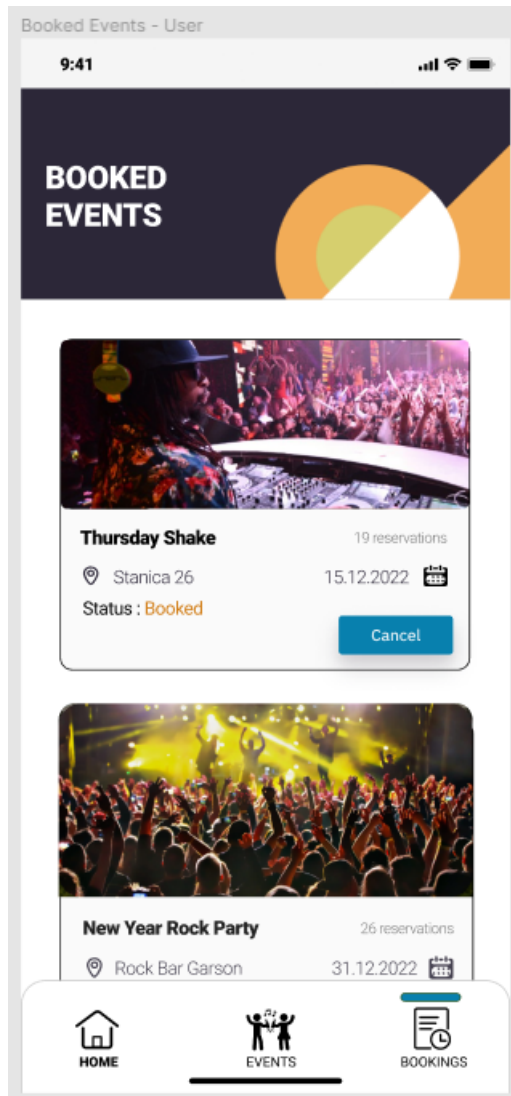 Booked Events - User
9:41
BOOKED
EVENTS
Thursday Shake 19 reservations
Stanica 26 15.12.2022
Status : Booked
Cancel
New Year Rock Party 26 reservations
Rock Bar Garson 31.12.2022
HOME EVENTS BOOKINGS